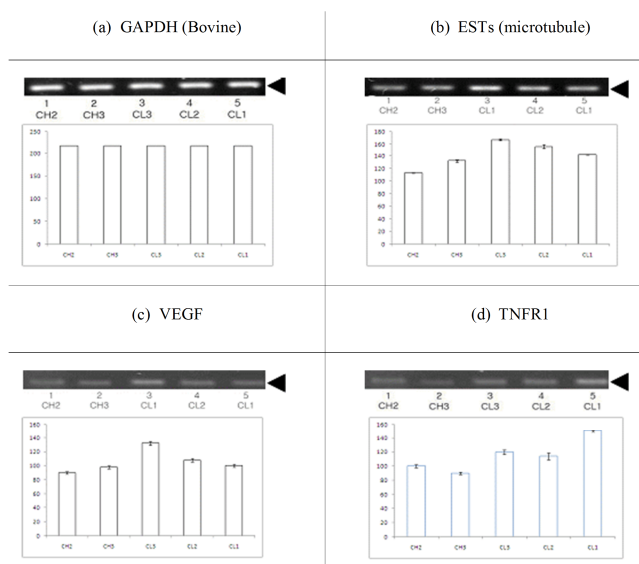 (a) GAPDH (Bovine)
1 2 3 4 5
CH2 CH3 CL3 CL2 CL1
250
200
150
100
50
0
CH2 CH3 CL3 CL2 CL1
(b) ESTs (microtubule)
1 2 3 4 5
CH2 CH3 CL1 CL2 CL1
180
160
140
120
100
80
60
40
20
0
CH2 CH3 CL3 CL2 CL1
(c) VEGF
1 2 3 4 5
CH2 CH3 CL1 CL2 CL1
160
140
120
100
80
60
40
20
0
CH2 CH3 CL3 CL2 CL1
(d) TNFR1
1 2 3 4 5
CH2 CH3 CL3 CL2 CL1
160
140
120
100
80
60
40
20
0
CH2 CH3 CL3 CL2 CL1